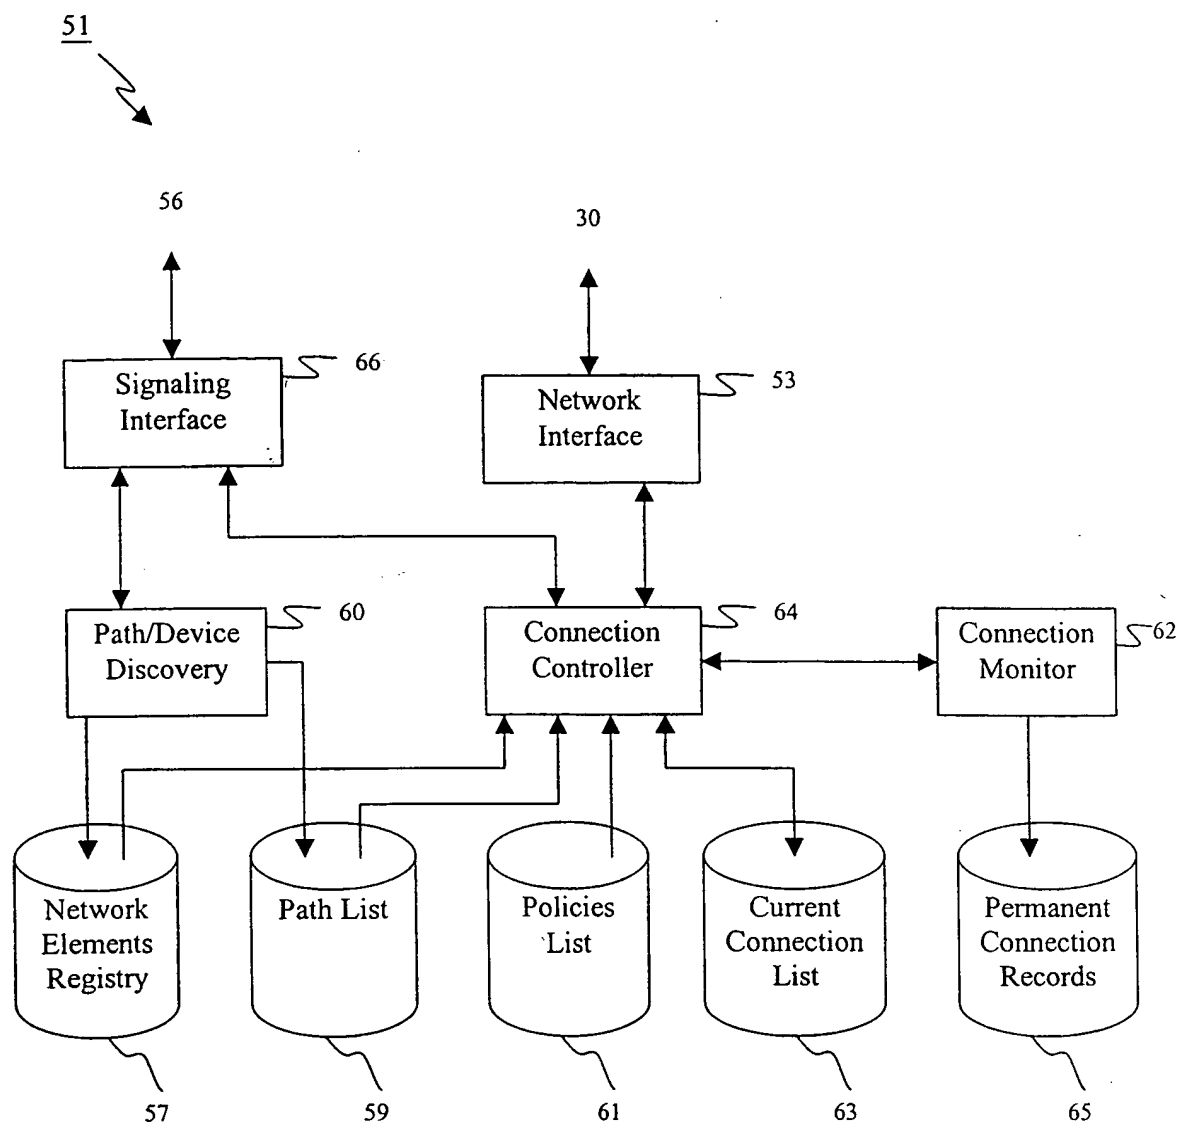 51
56
30
66
Signaling
Interface
53
Network
Interface
60
Path/Device
Discovery
64
Connection
Controller
62
Connection
Monitor
Network
Elements
Registry
Path List
Policies
List
Current
Connection
List
Permanent
Connection
Records
57
59
61
63
65